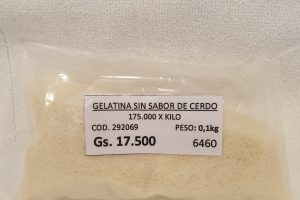 GELATINA SIN SABOR DE CERDO
175.000 X KILO
COD. 292069 PESO: 0,1kg
Gs. 17.500 6460